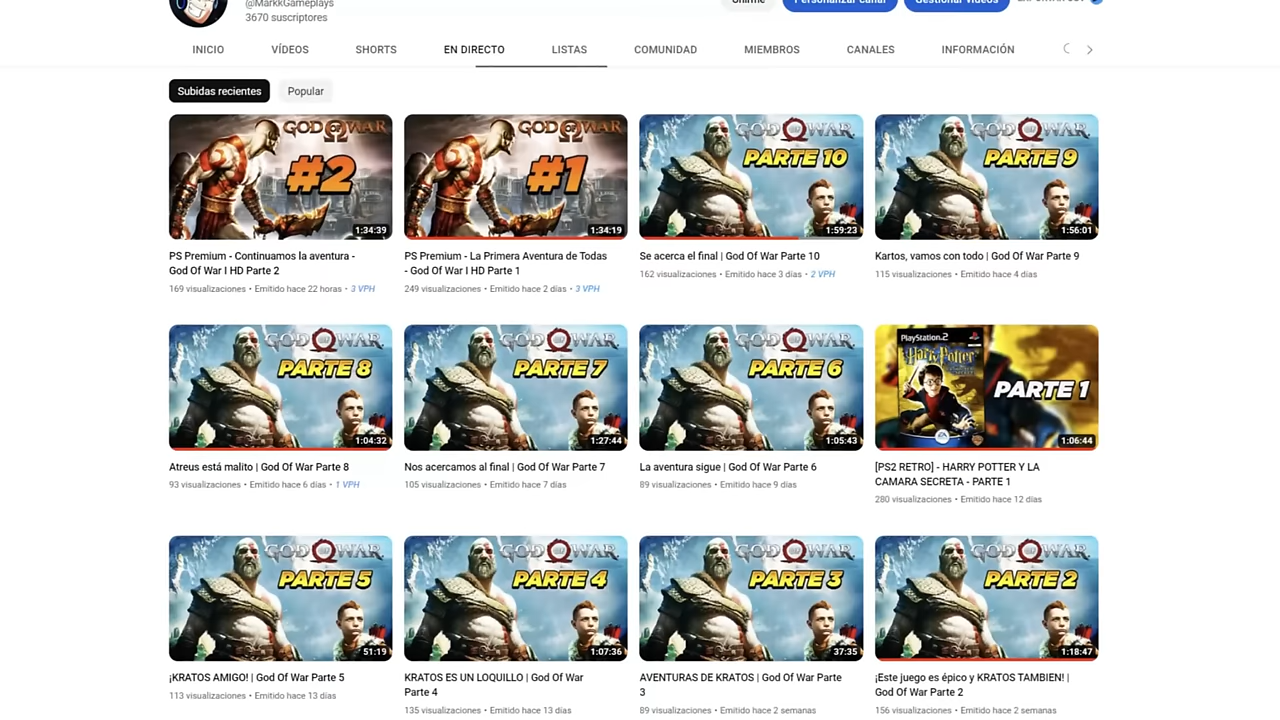 @MarkkGameplays
3670 suscriptores
Unirme
Personalizar canal
Gestionar vídeos
INICIO
VÍDEOS
SHORTS
EN DIRECTO
LISTAS
COMUNIDAD
MIEMBROS
CANALES
INFORMACIÓN
Subidas recientes
Popular
GOD OF WAR
#2
1:34:39
GOD OF WAR
#1
1:34:19
GOD OF WAR
PARTE 10
1:59:23
GOD OF WAR
PARTE 9
1:56:01
PS Premium - Continuamos la aventura -
God Of War I HD Parte 2
169 visualizaciones • Emitido hace 22 horas • 3 VPH
PS Premium - La Primera Aventura de Todas
- God Of War I HD Parte 1
249 visualizaciones • Emitido hace 2 días • 3 VPH
Se acerca el final | God Of War Parte 10
162 visualizaciones • Emitido hace 3 días • 2 VPH
Kartos, vamos con todo | God Of War Parte 9
115 visualizaciones • Emitido hace 4 días
GOD OF WAR
PARTE 8
1:04:32
GOD OF WAR
PARTE 7
1:27:44
GOD OF WAR
PARTE 6
1:05:43
PlayStation 2
Harry Potter
PARTE 1
1:06:44
Atreus está malito | God Of War Parte 8
93 visualizaciones • Emitido hace 6 días • 1 VPH
Nos acercamos al final | God Of War Parte 7
105 visualizaciones • Emitido hace 7 días
La aventura sigue | God Of War Parte 6
89 visualizaciones • Emitido hace 9 días
[PS2 RETRO] - HARRY POTTER Y LA
CAMARA SECRETA - PARTE 1
280 visualizaciones • Emitido hace 12 días
GOD OF WAR
PARTE 5
51:19
GOD OF WAR
PARTE 4
1:07:36
GOD OF WAR
PARTE 3
37:35
GOD OF WAR
PARTE 2
1:18:47
¡KRATOS AMIGO! | God Of War Parte 5
113 visualizaciones • Emitido hace 13 días
KRATOS ES UN LOQUILLO | God Of War
Parte 4
135 visualizaciones • Emitido hace 13 días
AVENTURAS DE KRATOS | God Of War Parte
3
89 visualizaciones • Emitido hace 2 semanas
¡Este juego es épico y KRATOS TAMBIEN! |
God Of War Parte 2
156 visualizaciones • Emitido hace 2 semanas